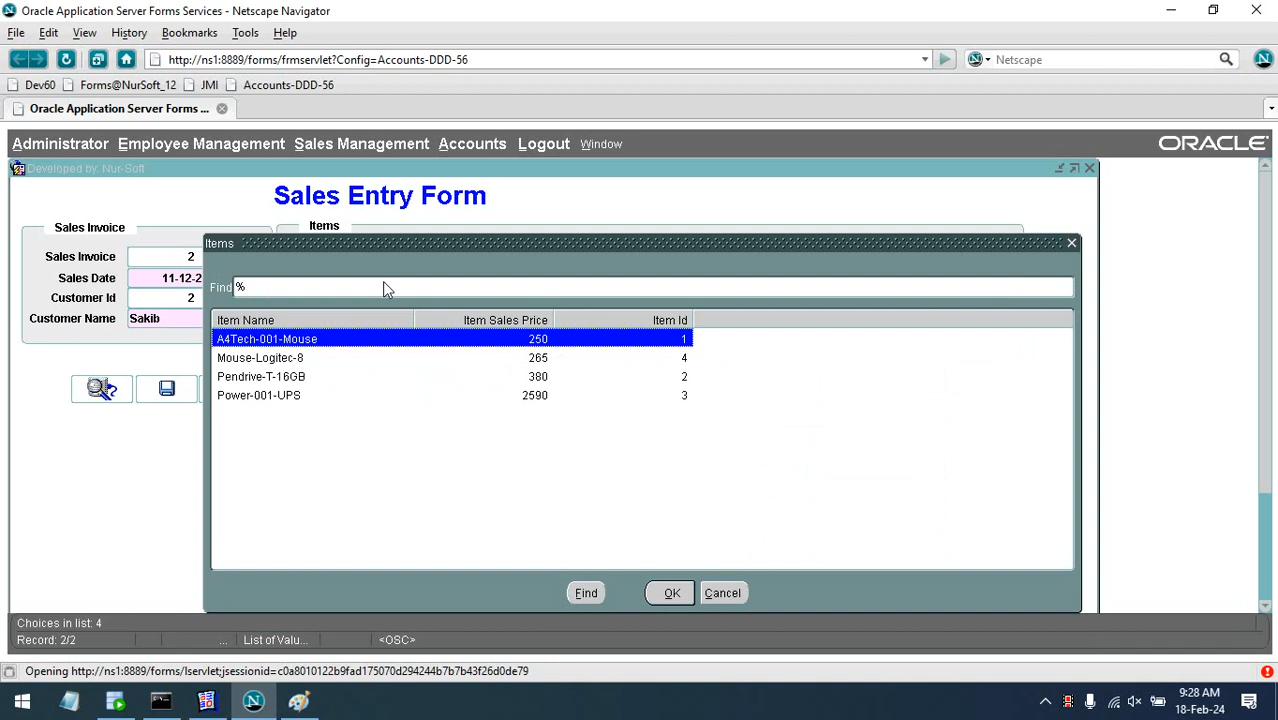 Oracle Application Server Forms Services - Netscape Navigator
File Edit View History Bookmarks Tools Help
http://ns1:8889/forms/frmservlet?Config=Accounts-DDD-56
Netscape
Dev60 Forms@NurSoft_12 JMI Accounts-DDD-56
Oracle Application Server Forms ...
Administrator Employee Management Sales Management Accounts Logout Window ORACLE
Developed by: Nur-Soft
Sales Entry Form
Sales Invoice Items
Sales Invoice 2
Sales Date 11-12-2
Customer Id 2
Customer Name Sakib
Items
Find %
Item Name Item Sales Price Item Id
A4Tech-001-Mouse 250 1
Mouse-Logitec-8 265 4
Pendrive-T-16GB 380 2
Power-001-UPS 2590 3
Find OK Cancel
Choices in list: 4
Record: 2/2 ... List of Valu... <OSC>
Opening http://ns1:8889/forms/lservlet;jsessionid=c0a8010122b9fad175070d294244b7b7b43f26d0de79
9:28 AM
18-Feb-24